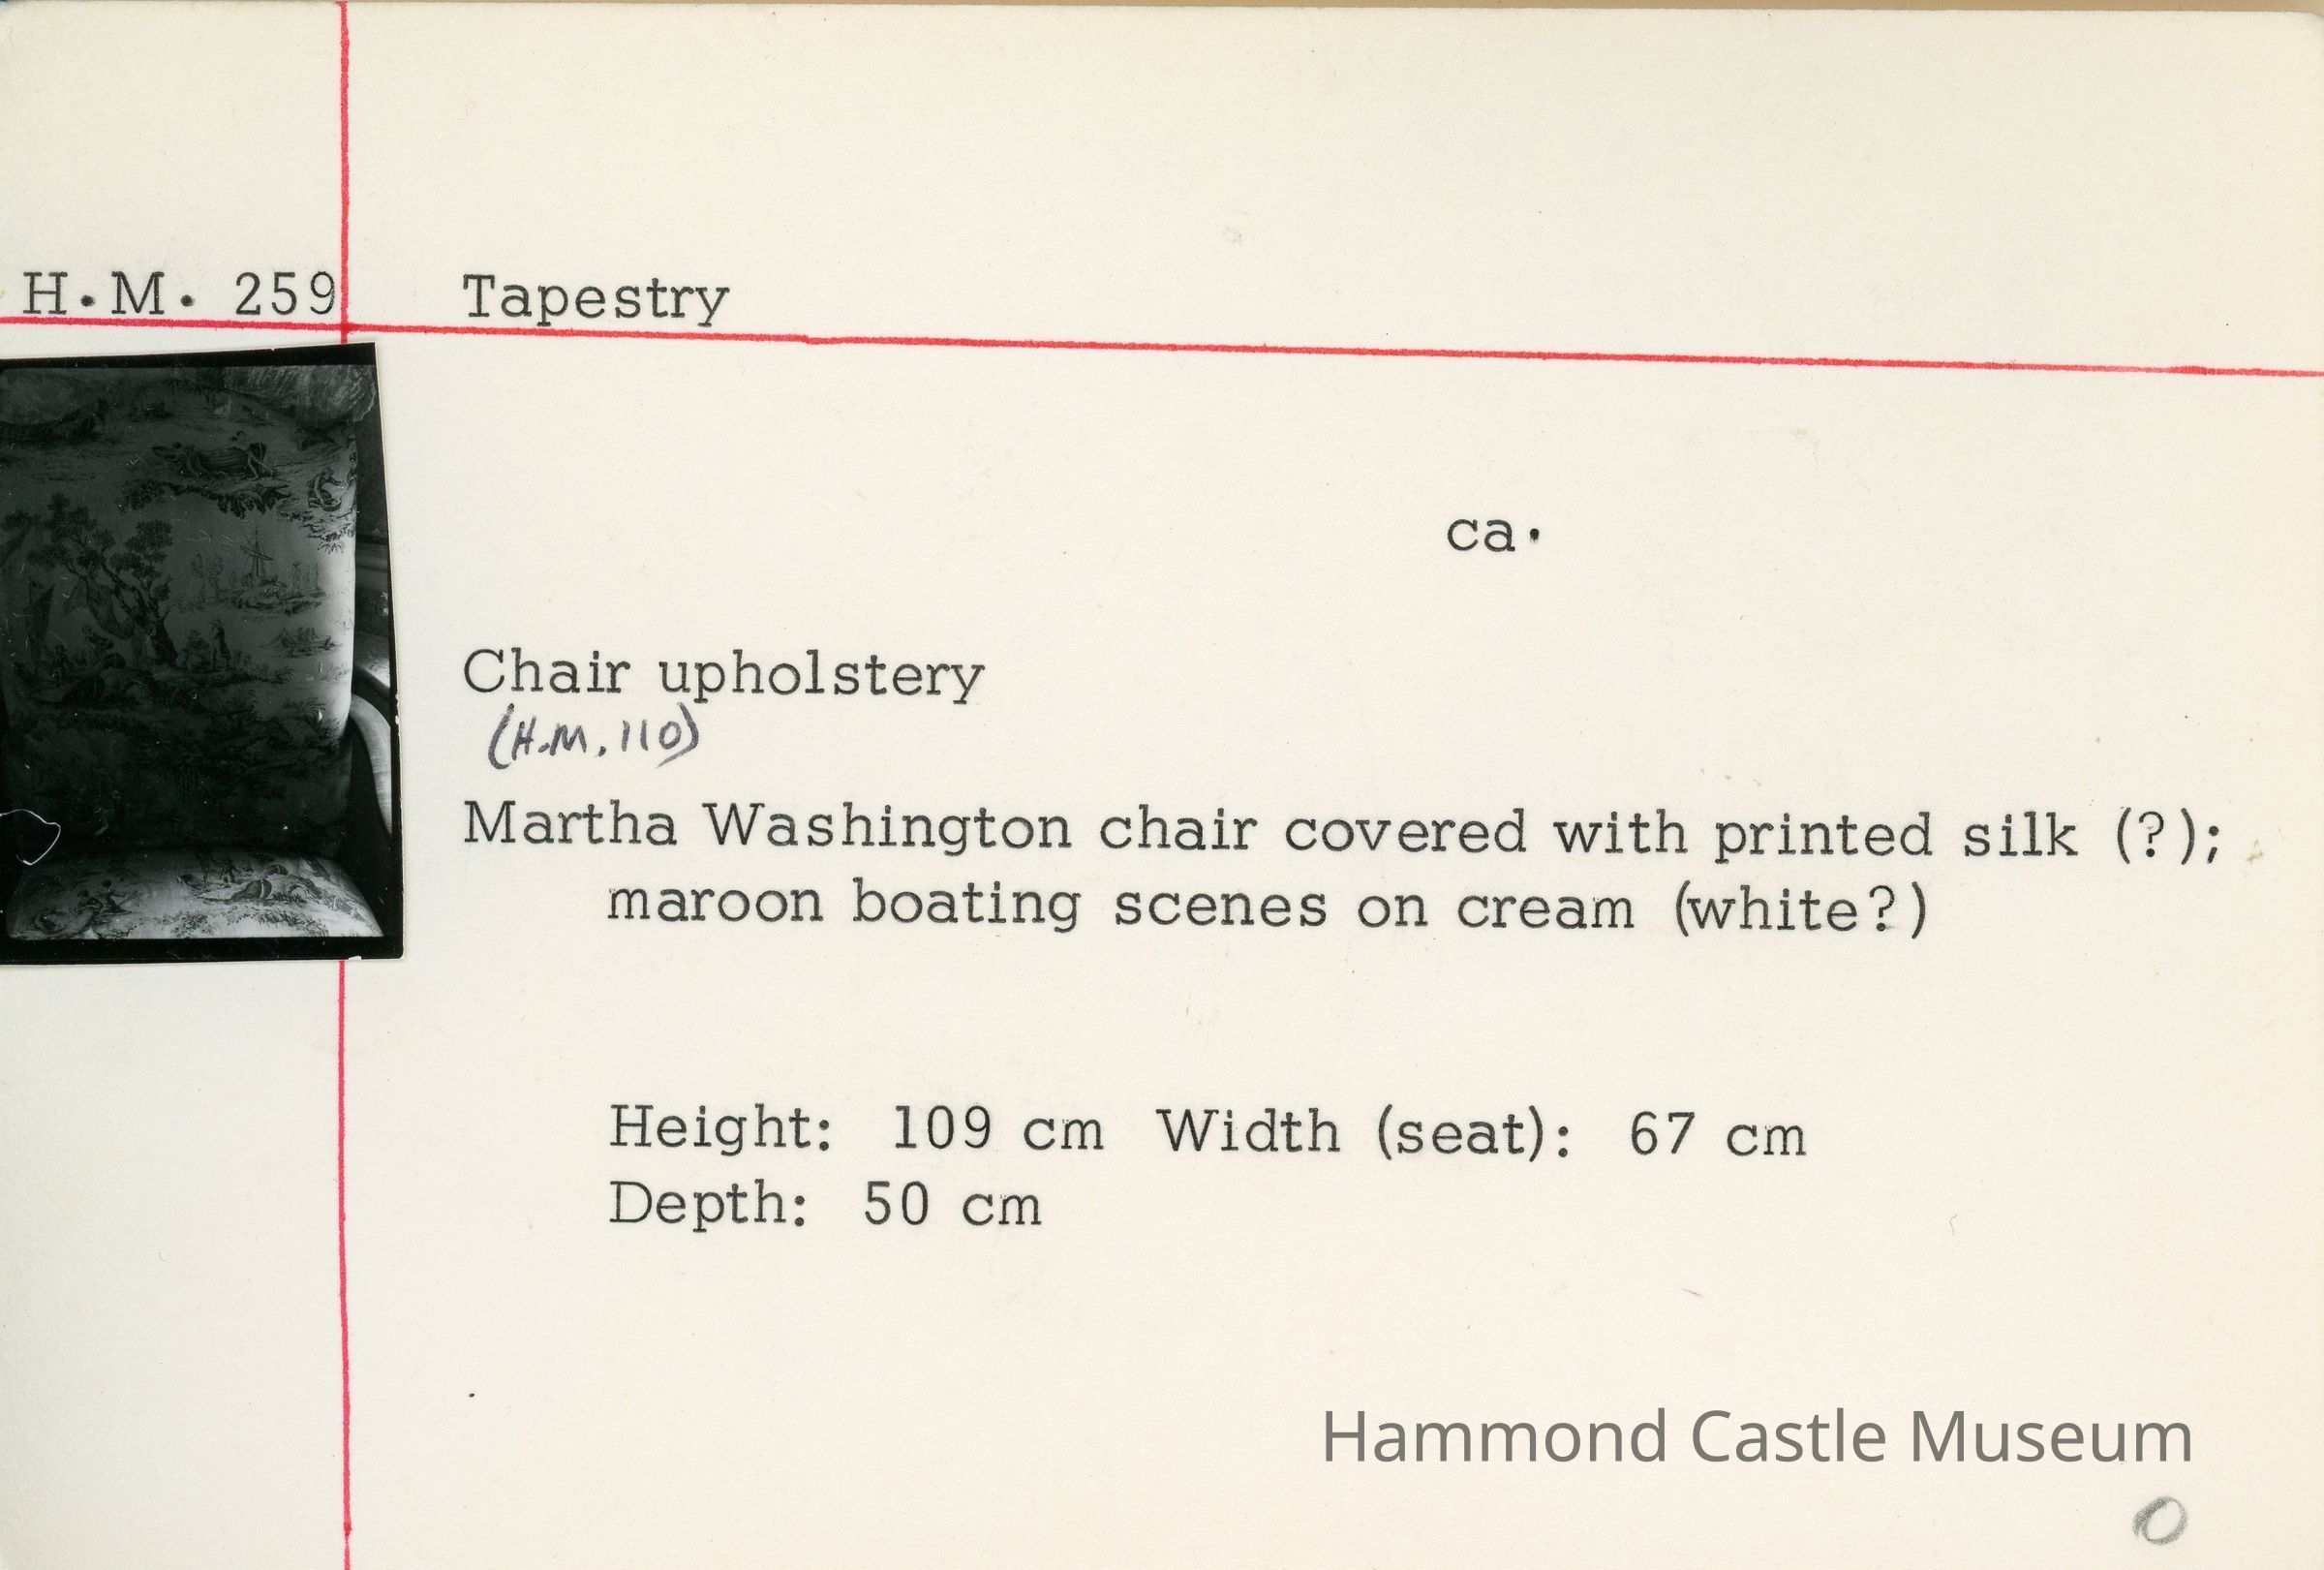 H.M. 259 Tapestry
ca.
Chair upholstery
(H.M. 110)
Martha Washington chair covered with printed silk (?);
maroon boating scenes on cream (white?)
Height: 109 cm Width (seat): 67 cm
Depth: 50 cm
Hammond Castle Museum
O